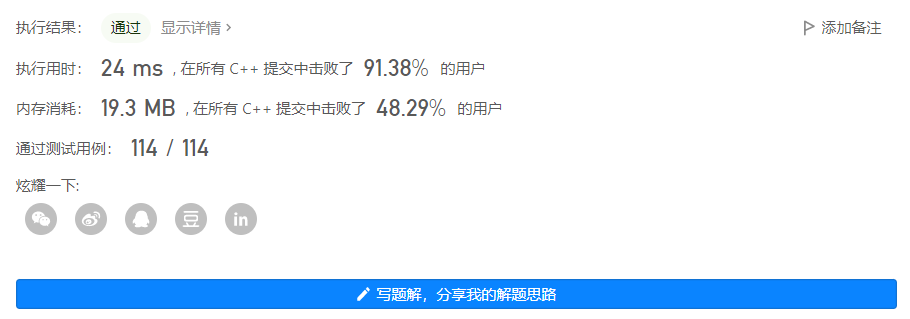 执行结果： 通过 显示详情 › 添加备注
执行用时： 24 ms , 在所有 C++ 提交中击败了 91.38% 的用户
内存消耗： 19.3 MB , 在所有 C++ 提交中击败了 48.29% 的用户
通过测试用例： 114 / 114
炫耀一下:
豆 in
写题解，分享我的解题思路